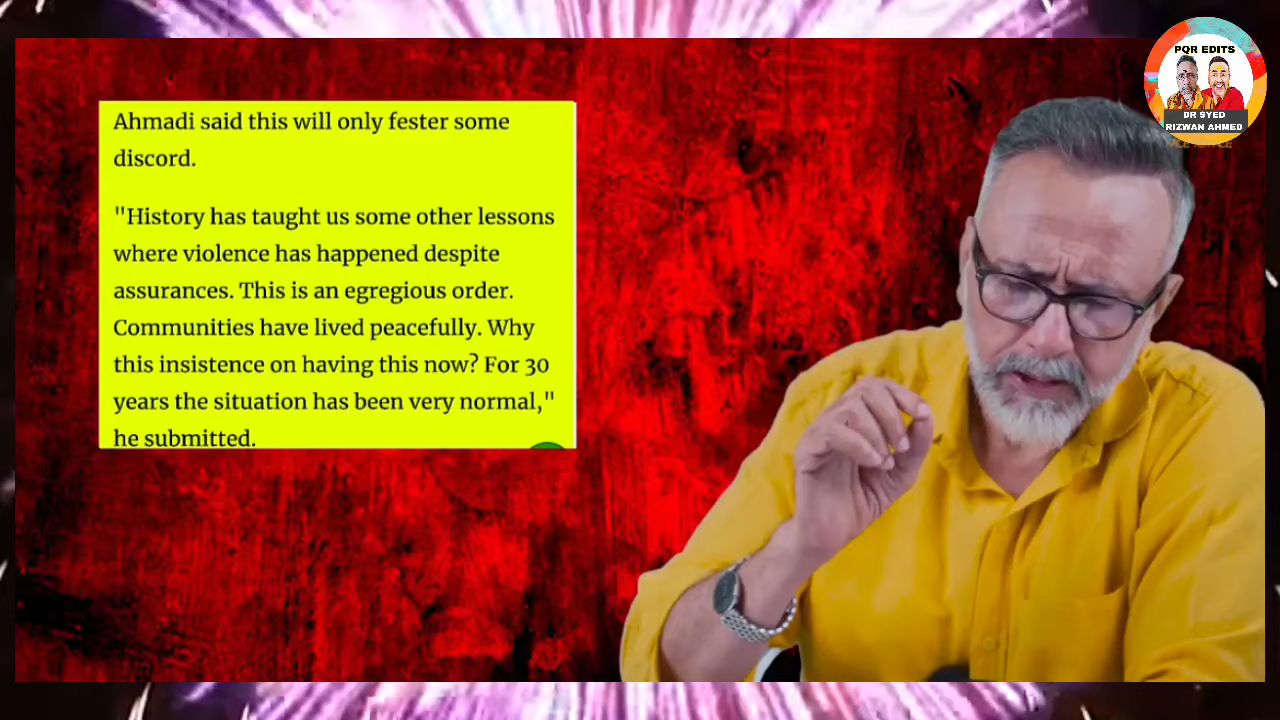 Ahmadi said this will only fester some
discord.
"History has taught us some other lessons
where violence has happened despite
assurances. This is an egregious order.
Communities have lived peacefully. Why
this insistence on having this now? For 30
years the situation has been very normal,"
he submitted.
PQR EDITS
DR SYED
RIZWAN AHMED